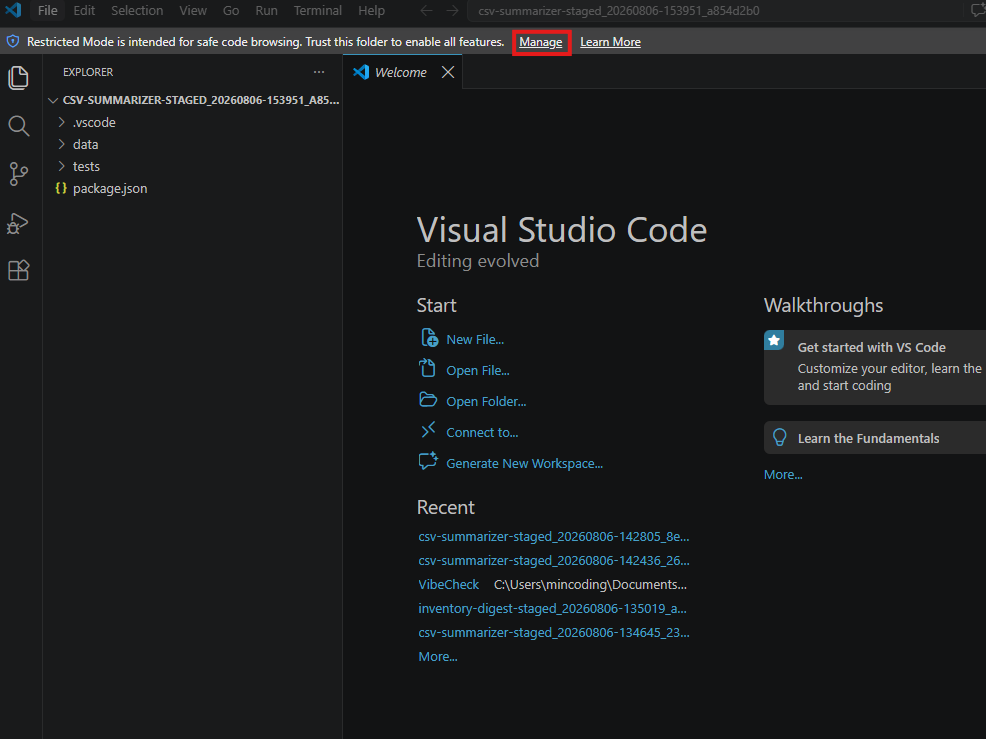 File Edit Selection View Go Run Terminal Help csv-summarizer-staged_20260806-153951_a854d2b0
Restricted Mode is intended for safe code browsing. Trust this folder to enable all features. Manage Learn More
EXPLORER ... Welcome
CSV-SUMMARIZER-STAGED_20260806-153951_A85...
.vscode
data
tests
{} package.json
Visual Studio Code
Editing evolved
Start
New File...
Open File...
Open Folder...
Connect to...
Generate New Workspace...
Recent
csv-summarizer-staged_20260806-142805_8e...
csv-summarizer-staged_20260806-142436_26...
VibeCheck C:\Users\mincoding\Documents...
inventory-digest-staged_20260806-135019_a...
csv-summarizer-staged_20260806-134645_23...
More...
Walkthroughs
Get started with VS Code
Customize your editor, learn the
and start coding
Learn the Fundamentals
More...